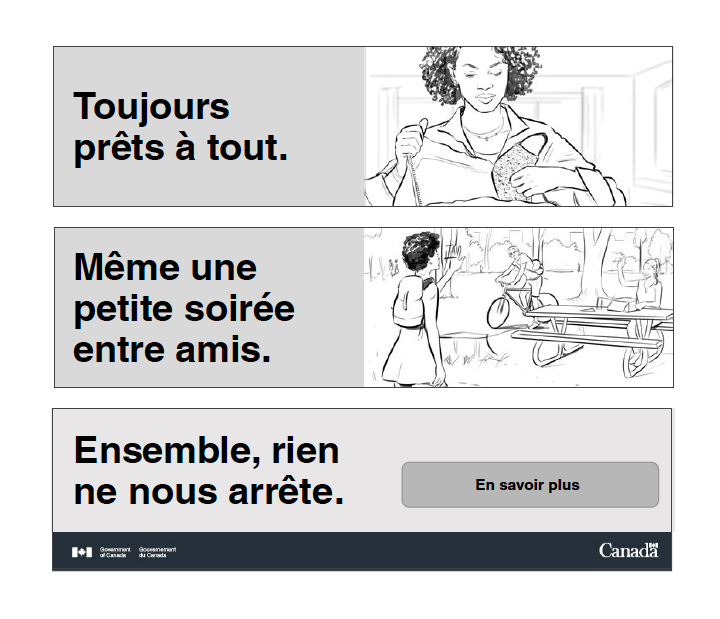 Toujours
prêts à tout.
Même une
petite soirée
entre amis.
Ensemble, rien
ne nous arrête.
En savoir plus
Government
of Canada
Gouvernement
du Canada
Canada